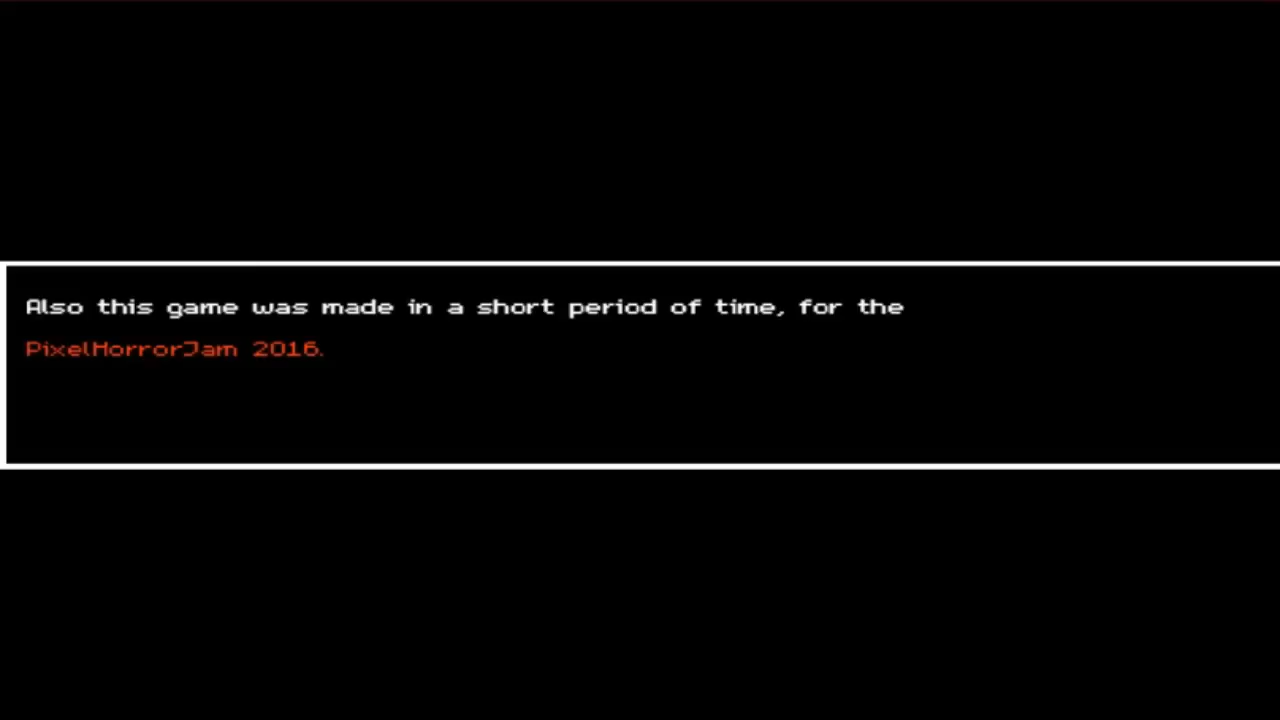 Also this game was made in a short period of time, for the
PixelHorrorJam 2016.